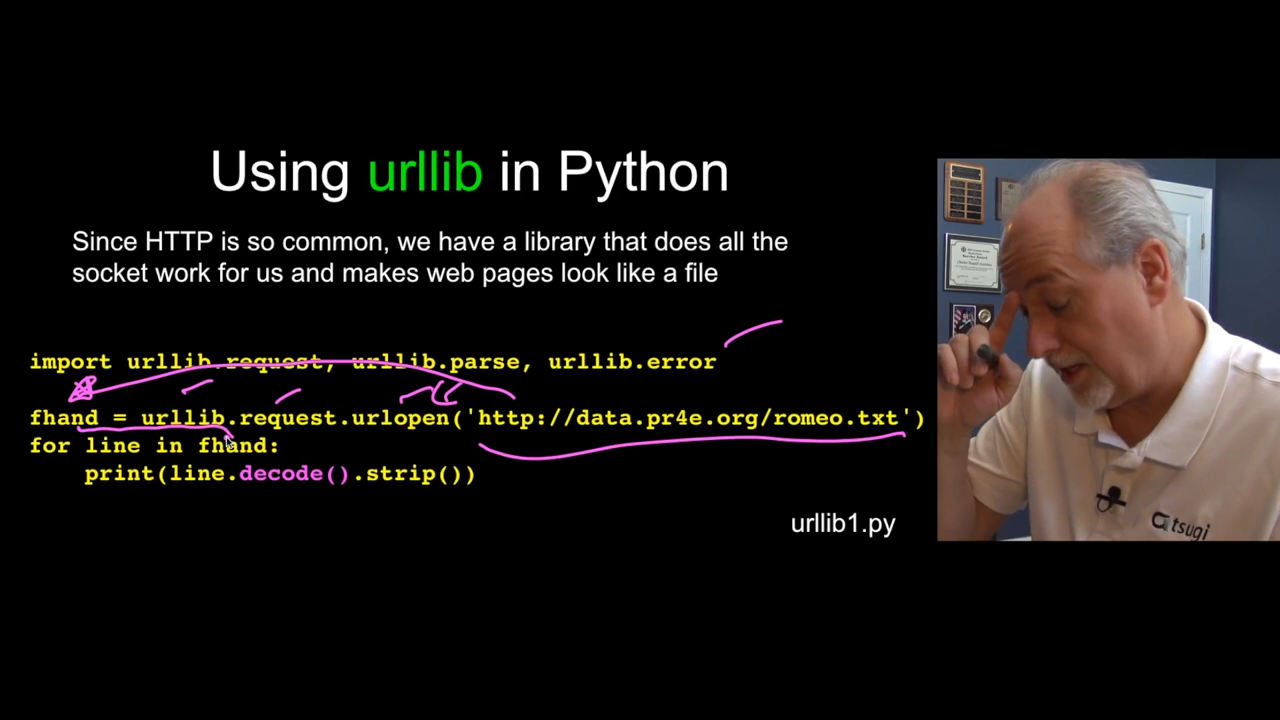 Using urllib in Python
Since HTTP is so common, we have a library that does all the
socket work for us and makes web pages look like a file
import urllib.request, urllib.parse, urllib.error
fhand = urllib.request.urlopen('http://data.pr4e.org/romeo.txt')
for line in fhand:
    print(line.decode().strip())
urllib1.py
tsugi